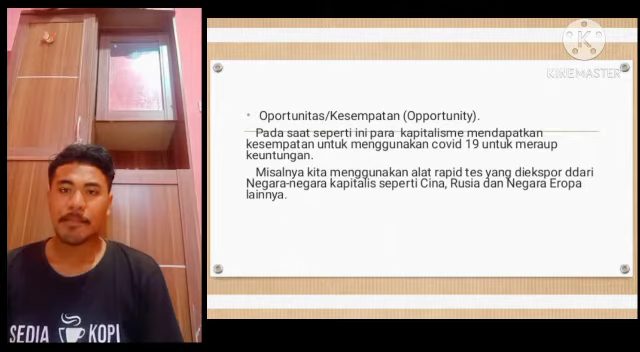 KINEMASTER
Oportunitas/Kesempatan (Opportunity).
Pada saat seperti ini para kapitalisme mendapatkan
kesempatan untuk menggunakan covid 19 untuk meraup
keuntungan.
Misalnya kita menggunakan alat rapid tes yang diekspor ddari
Negara-negara kapitalis seperti Cina, Rusia dan Negara Eropa
lainnya.
SEDIA KOPI